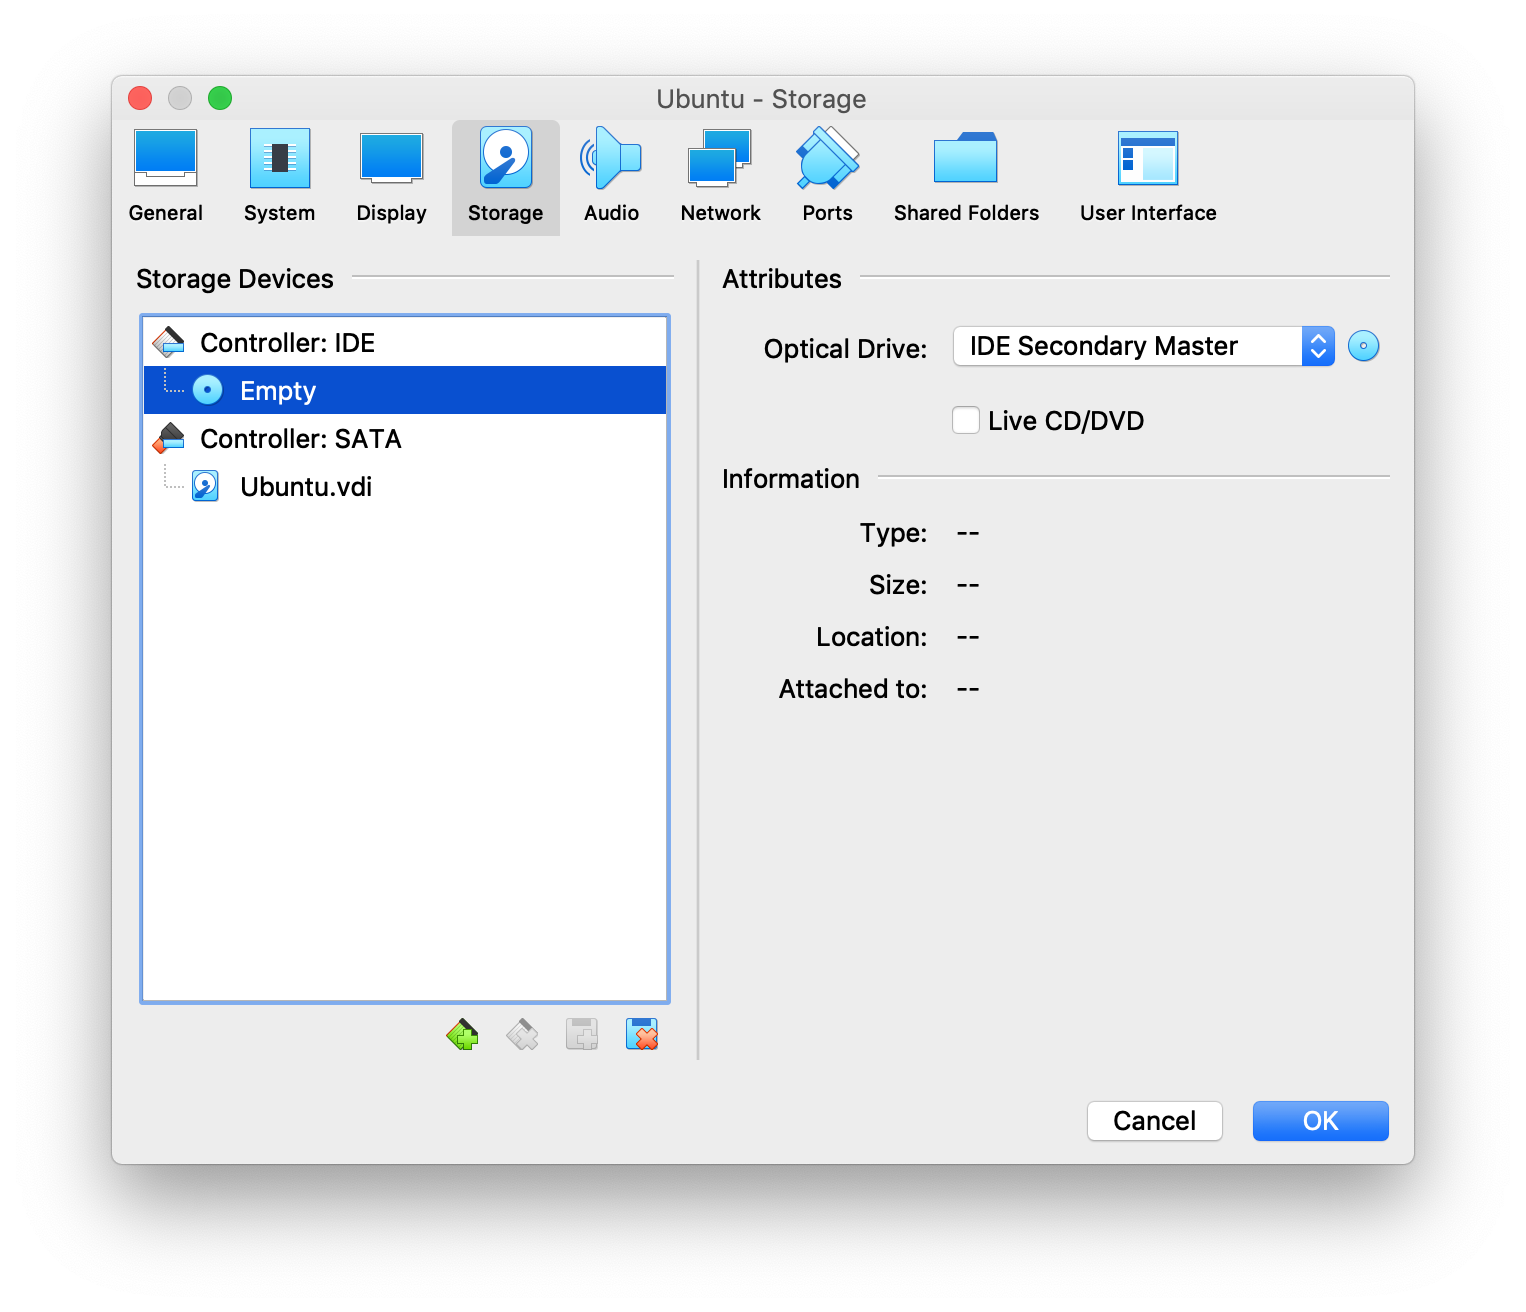 Ubuntu - Storage
General
System
Display
Storage
Audio
Network
Ports
Shared Folders
User Interface
Storage Devices
Controller: IDE
Empty
Controller: SATA
Ubuntu.vdi
Attributes
Optical Drive: IDE Secondary Master
Live CD/DVD
Information
Type: --
Size: --
Location: --
Attached to: --
Cancel
OK